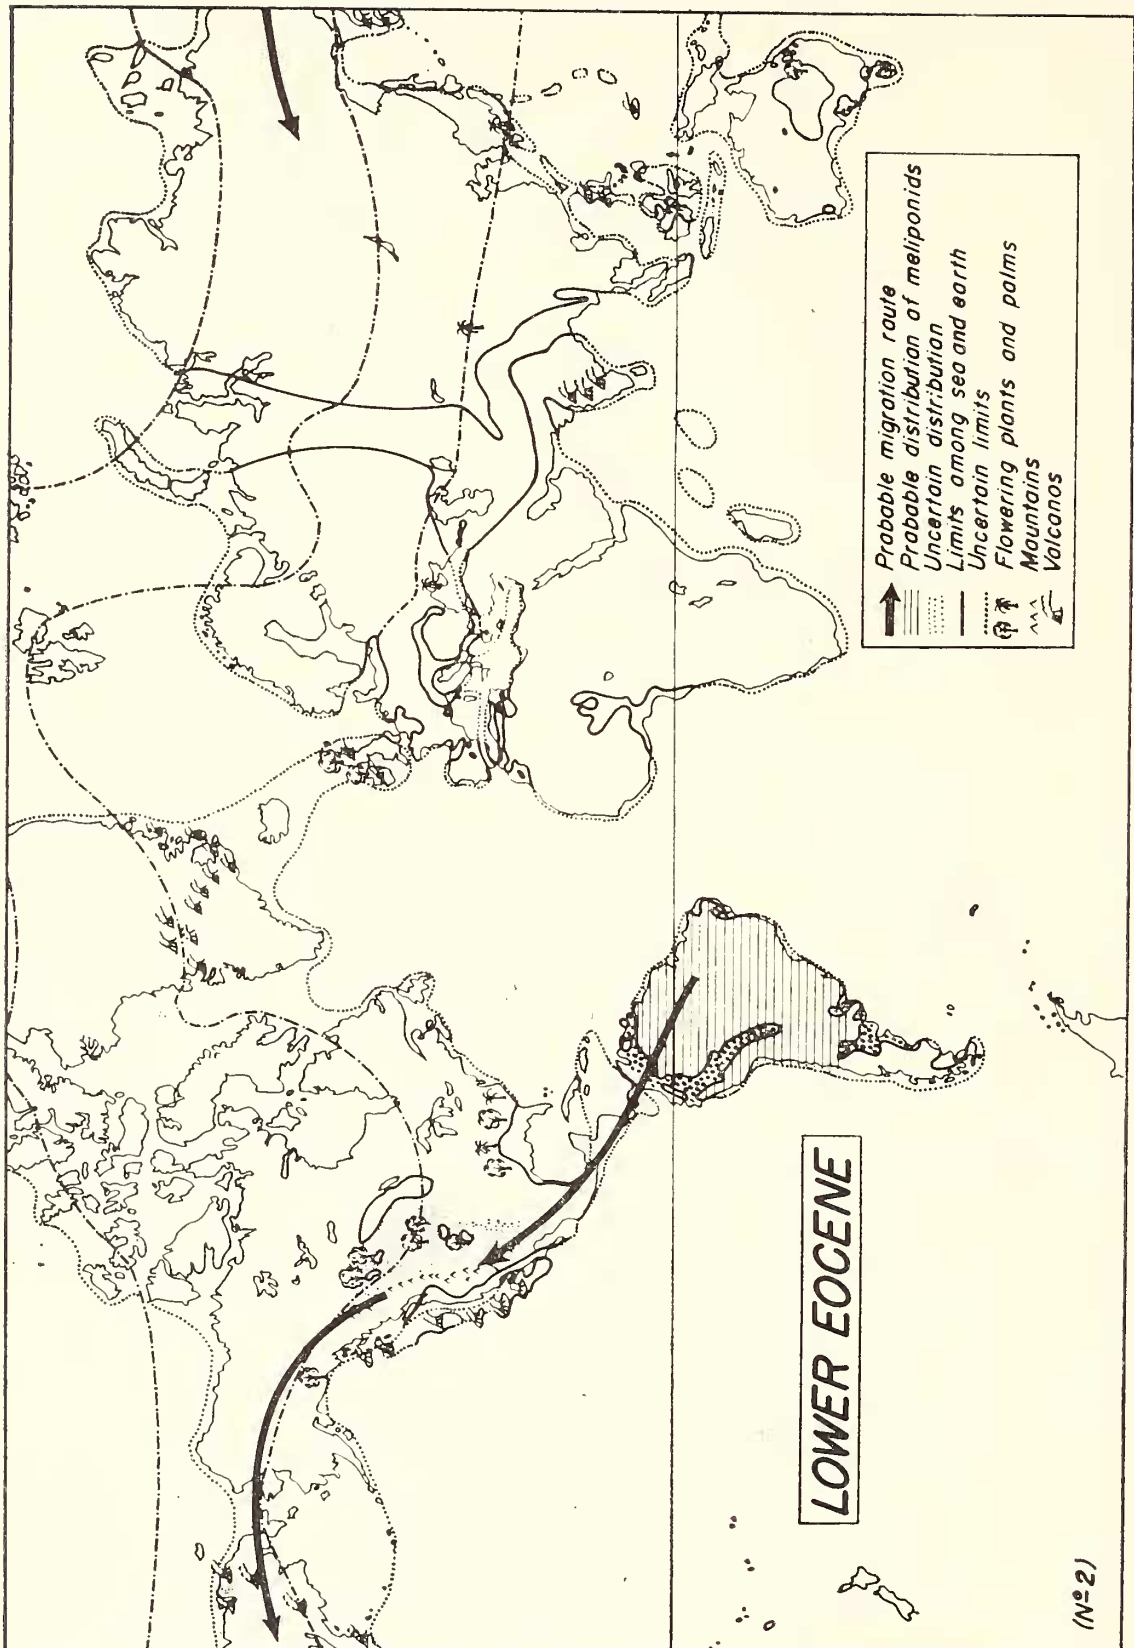 Probable migration route
Probable distribution of meliponids
Uncertain distribution
Limits among sea and earth
Uncertain limits
Flowering plants and palms
Mountains
Volcanos
LOWER EOCENE
(Nº2)